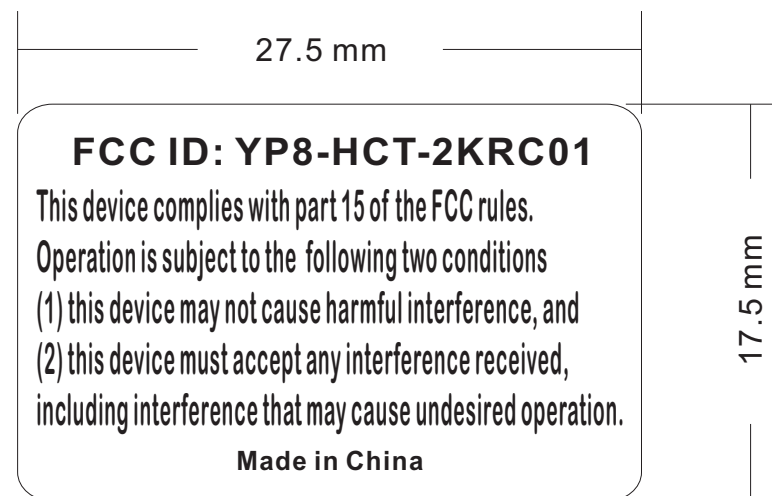 27.5 mm
FCC ID: YP8-HCT-2KRC01
This device complies with part 15 of the FCC rules.
Operation is subject to the following two conditions
(1) this device may not cause harmful interference, and
(2) this device must accept any interference received,
including interference that may cause undesired operation.
Made in China
17.5 mm